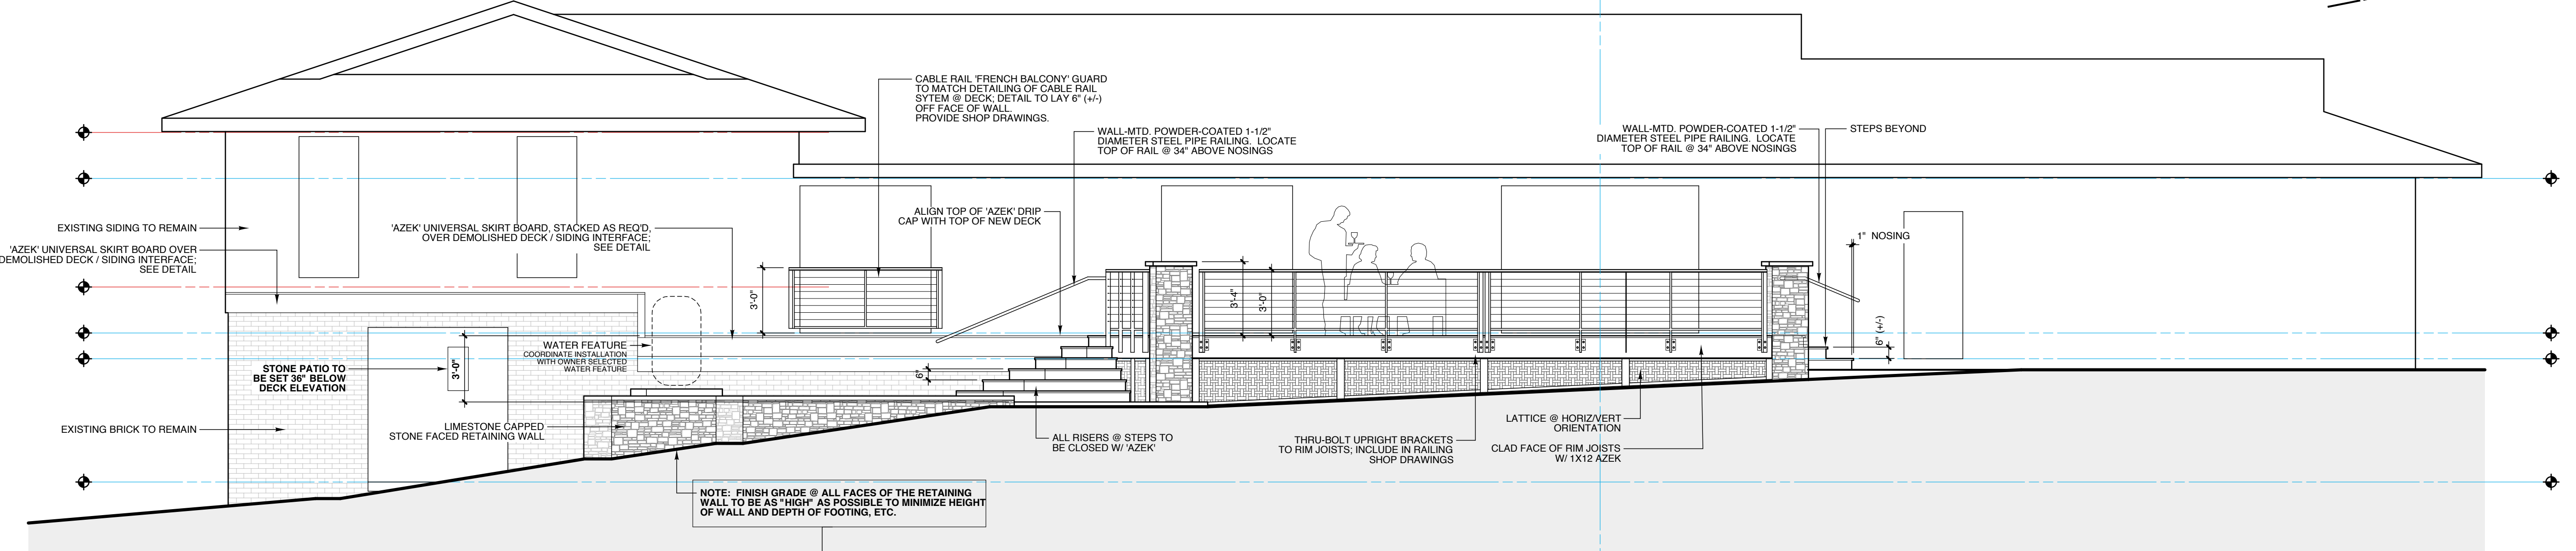 CABLE RAIL 'FRENCH BALCONY' GUARD
TO MATCH DETAILING OF CABLE RAIL
SYTEM @ DECK; DETAIL TO LAY 6" (+/-)
OFF FACE OF WALL.
PROVIDE SHOP DRAWINGS.
WALL-MTD. POWDER-COATED 1-1/2"
DIAMETER STEEL PIPE RAILING.  LOCATE
TOP OF RAIL @ 34" ABOVE NOSINGS
WALL-MTD. POWDER-COATED 1-1/2"
DIAMETER STEEL PIPE RAILING.  LOCATE
TOP OF RAIL @ 34" ABOVE NOSINGS
STEPS BEYOND
EXISTING SIDING TO REMAIN
'AZEK' UNIVERSAL SKIRT BOARD OVER
DEMOLISHED DECK / SIDING INTERFACE;
SEE DETAIL
'AZEK' UNIVERSAL SKIRT BOARD, STACKED AS REQ'D,
OVER DEMOLISHED DECK / SIDING INTERFACE;
SEE DETAIL
ALIGN TOP OF 'AZEK' DRIP
CAP WITH TOP OF NEW DECK
1"  NOSING
3'-0"
3'-4"
3'-0"
6" (+/-)
WATER FEATURE
COORDINATE INSTALLATION
WITH OWNER SELECTED
WATER FEATURE
STONE PATIO TO
BE SET 36" BELOW
DECK ELEVATION
3'-0"
6"
EXISTING BRICK TO REMAIN
LIMESTONE CAPPED
STONE FACED RETAINING WALL
ALL RISERS @ STEPS TO
BE CLOSED W/ 'AZEK'
THRU-BOLT UPRIGHT BRACKETS
TO RIM JOISTS; INCLUDE IN RAILING
SHOP DRAWINGS
LATTICE @ HORIZ/VERT
ORIENTATION
CLAD FACE OF RIM JOISTS
W/ 1X12 AZEK
NOTE:  FINISH GRADE @ ALL FACES OF THE RETAINING
WALL TO BE AS "HIGH" AS POSSIBLE TO MINIMIZE HEIGHT
OF WALL AND DEPTH OF FOOTING, ETC.